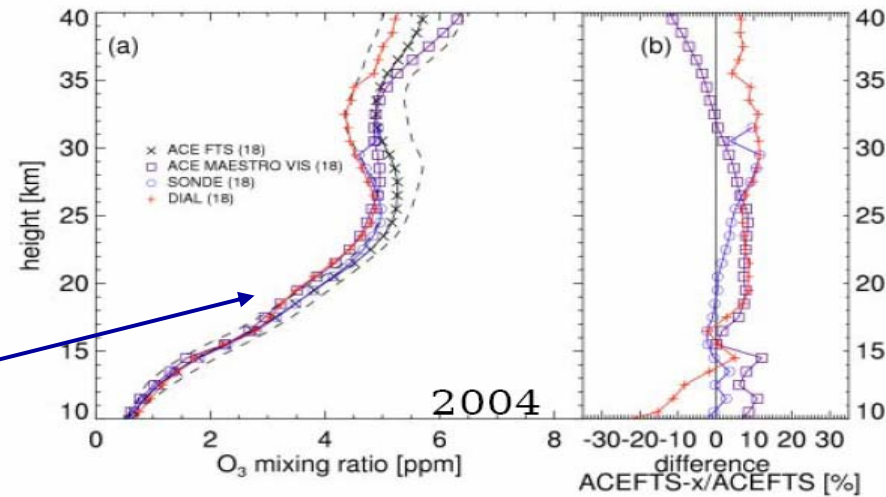 (a)
(b)
40
35
30
25
20
15
10
height [km]
ACE FTS (18)
ACE MAESTRO VIS (18)
SONDE (18)
DIAL (18)
2004
0 2 4 6 8
O₃ mixing ratio [ppm]
40
35
30
25
20
15
10
-30 -20 -10 0 10 20 30
difference
ACEFTS-x/ACEFTS [%]